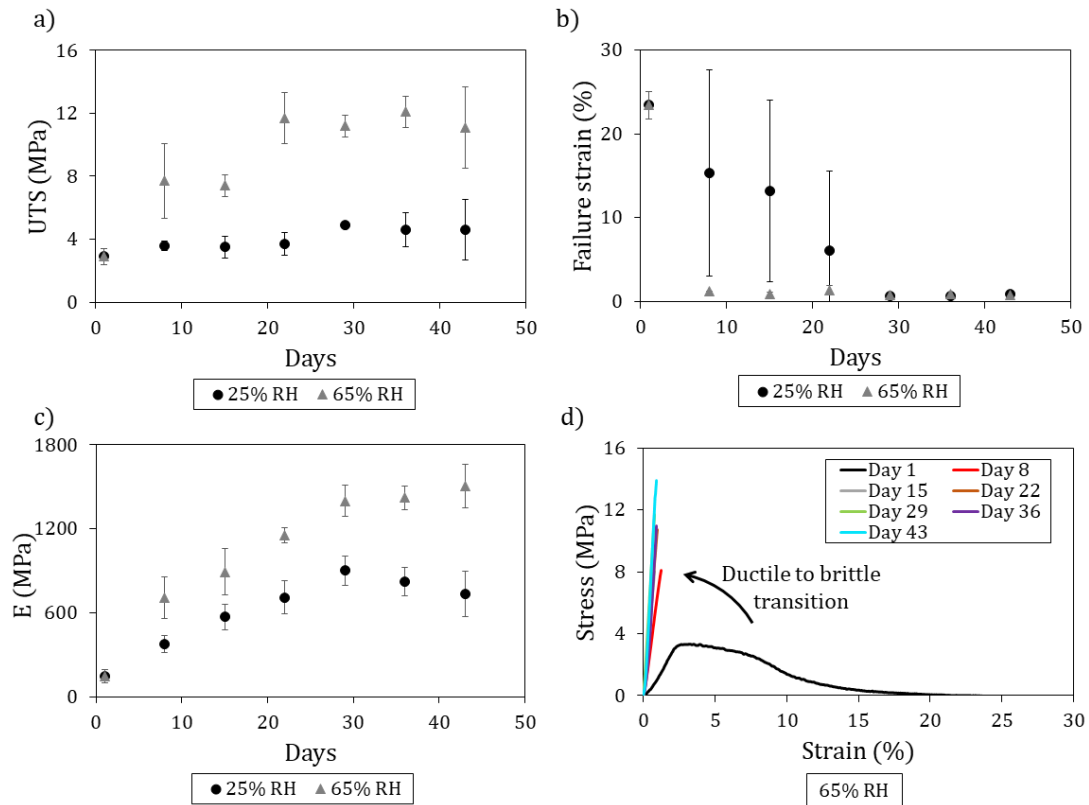 a)
UTS (MPa)
16
12
8
4
0
0 10 20 30 40 50
Days
25% RH 65% RH
b)
Failure strain (%)
30
20
10
0
0 10 20 30 40 50
Days
25% RH 65% RH
c)
E (MPa)
1800
1200
600
0
0 10 20 30 40 50
Days
25% RH 65% RH
d)
Stress (MPa)
16
12
8
4
0
Day 1 Day 8
Day 15 Day 22
Day 29 Day 36
Day 43
Ductile to brittle
transition
0 5 10 15 20 25 30
Strain (%)
65% RH